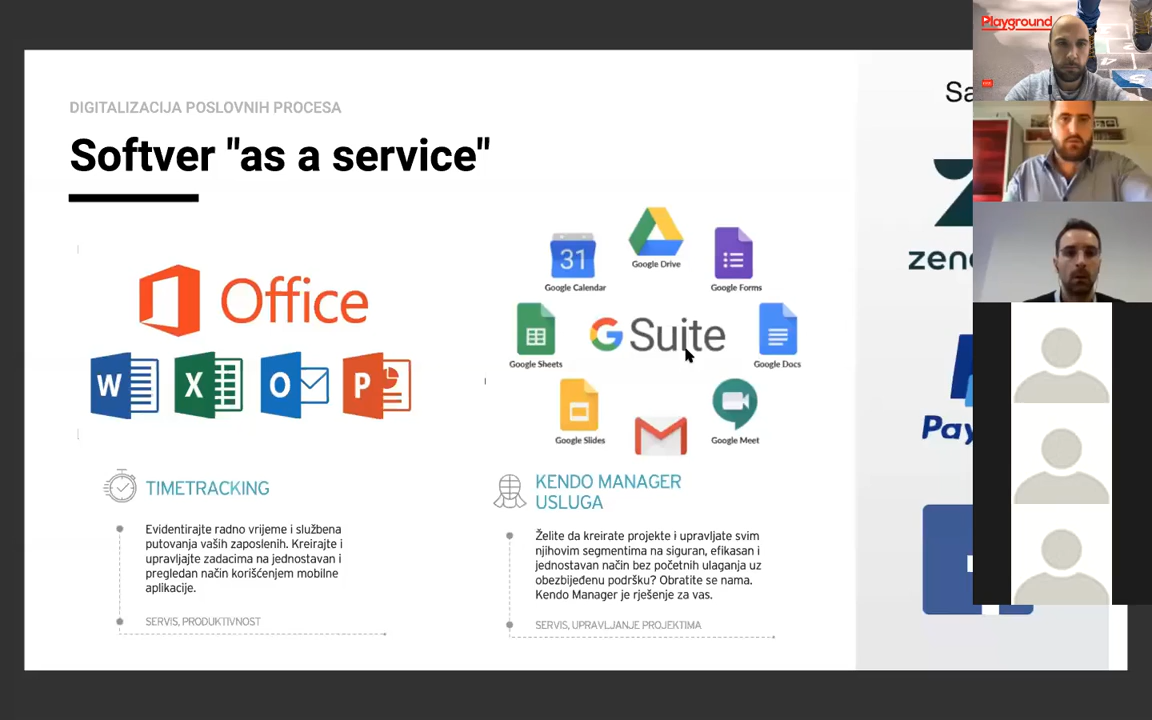 DIGITALIZACIJA POSLOVNIH PROCESA
Softver "as a service"
Office
W
X
O
P
31
Google Calendar
Google Drive
Google Forms
Google Sheets
G Suite
Google Docs
Google Slides
Google Meet
TIMETRACKING
Evidentirajte radno vrijeme i službena
putovanja vaših zaposlenih. Kreirajte i
upravljajte zadacima na jednostavan i
pregledan način korišćenjem mobilne
aplikacije.
SERVIS, PRODUKTIVNOST
KENDO MANAGER
USLUGA
Želite da kreirate projekte i upravljate svim
njihovim segmentima na siguran, efikasan i
jednostavan način bez početnih ulaganja uz
obezbijeđenu podršku? Obratite se nama.
Kendo Manager je rješenje za vas.
SERVIS, UPRAVLJANJE PROJEKTIMA
Sa
zen
Pay
Playground